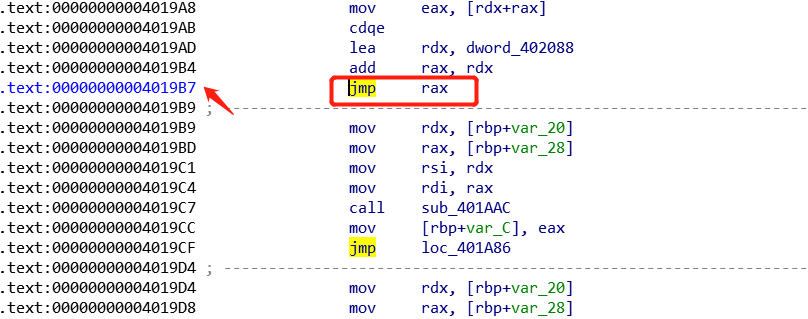 .text:00000000004019A8 mov eax, [rdx+rax]
.text:00000000004019AB cdqe
.text:00000000004019AD lea rdx, dword_402088
.text:00000000004019B4 add rax, rdx
.text:00000000004019B7 jmp rax
.text:00000000004019B9 ; ---------------------------------------------------------------------------
.text:00000000004019B9 mov rdx, [rbp+var_20]
.text:00000000004019BD mov rax, [rbp+var_28]
.text:00000000004019C1 mov rsi, rdx
.text:00000000004019C4 mov rdi, rax
.text:00000000004019C7 call sub_401AAC
.text:00000000004019CC mov [rbp+var_C], eax
.text:00000000004019CF jmp loc_401A86
.text:00000000004019D4 ; ---------------------------------------------------------------------------
.text:00000000004019D4 mov rdx, [rbp+var_20]
.text:00000000004019D8 mov rax, [rbp+var_28]